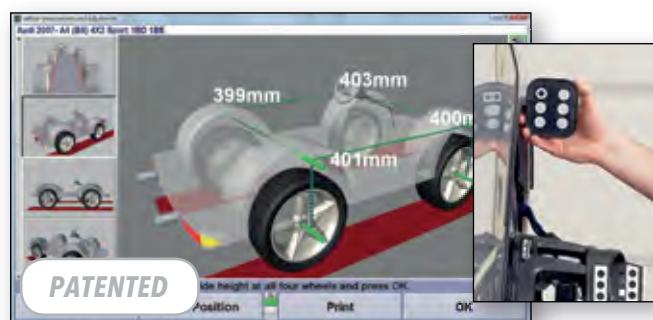 Audi 2007- A4 (B8) 4X2 Sport 1BD 1BE
403mm
399mm
400m
401mm
PATENTED
ide height at all four wheels and press OK.
Position
Print
OK